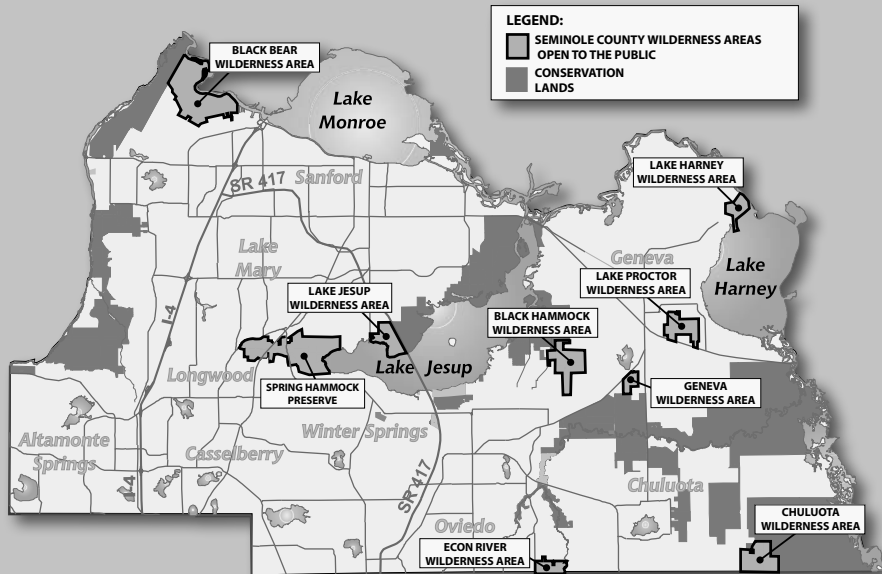 LEGEND:
SEMINOLE COUNTY WILDERNESS AREAS
OPEN TO THE PUBLIC
CONSERVATION
LANDS
BLACK BEAR
WILDERNESS AREA
Lake
Monroe
LAKE HARNEY
WILDERNESS AREA
SR 417
Sanford
Lake
Mary
Geneva
Lake
Harney
LAKE PROCTOR
WILDERNESS AREA
LAKE JESUP
WILDERNESS AREA
I-4
BLACK HAMMOCK
WILDERNESS AREA
Lake Jesup
Longwood
SPRING HAMMOCK
PRESERVE
GENEVA
WILDERNESS AREA
Altamonte
Springs
Winter Springs
Casselberry
I-4
SR 417
Chuluota
Oviedo
CHULUOTA
WILDERNESS AREA
ECON RIVER
WILDERNESS AREA